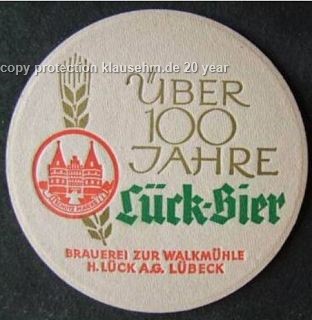 copy protection klausehm.de 20 year
ÜBER
100
JAHRE
Lück-Bier
BRAUEREI ZUR WALKMÜHLE
H. LÜCK A.G. LÜBECK